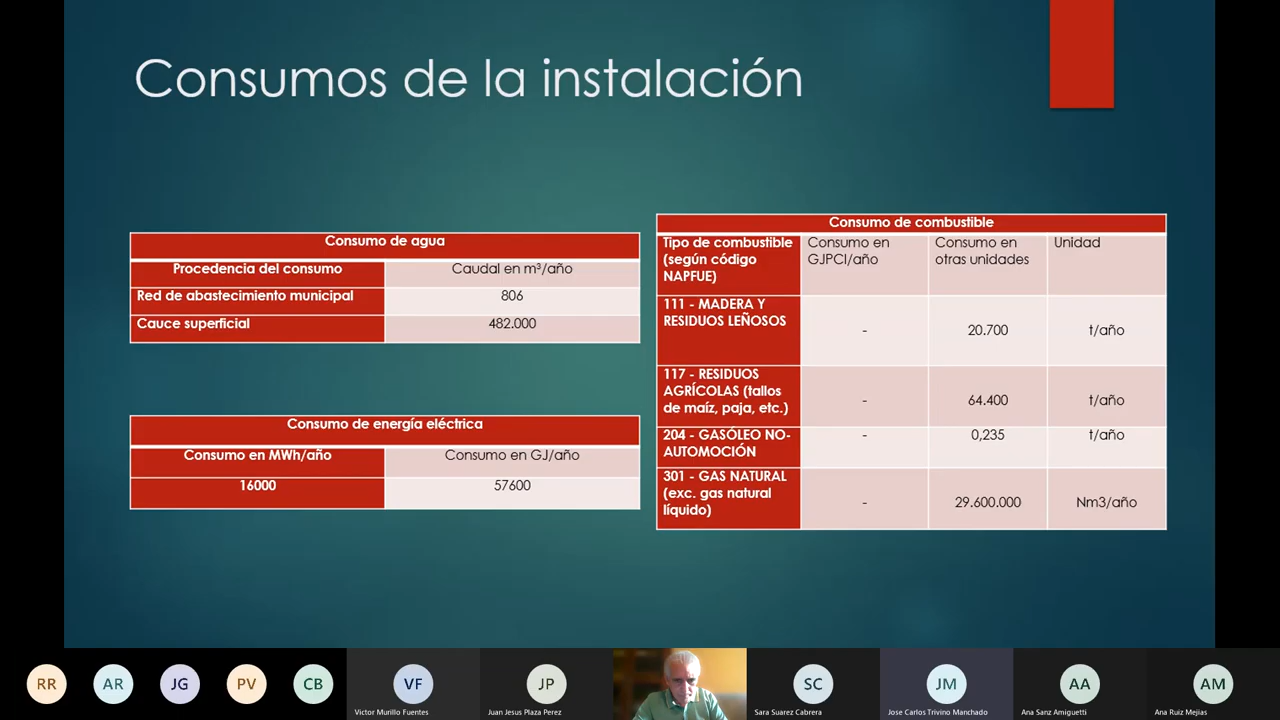 Consumos de la instalación
Consumo de agua
Procedencia del consumo
Caudal en m³/año
Red de abastecimiento municipal
806
Cauce superficial
482.000
Consumo de energía eléctrica
Consumo en MWh/año
Consumo en GJ/año
16000
57600
Consumo de combustible
Tipo de combustible
(según código
NAPFUE)
Consumo en
GJPCI/año
Consumo en
otras unidades
Unidad
111 - MADERA Y
RESIDUOS LEÑOSOS
-
20.700
t/año
117 - RESIDUOS
AGRÍCOLAS (tallos
de maíz, paja, etc.)
-
64.400
t/año
204 - GASÓLEO NO-
AUTOMOCIÓN
-
0,235
t/año
301 - GAS NATURAL
(exc. gas natural
líquido)
-
29.600.000
Nm3/año
RR
AR
JG
PV
CB
VF
Victor Murillo Fuentes
JP
Juan Jesus Plaza Perez
SC
Sara Suarez Cabrera
JM
Jose Carlos Trivino Manchado
AA
Ana Sanz Amiguetti
AM
Ana Ruiz Mejias